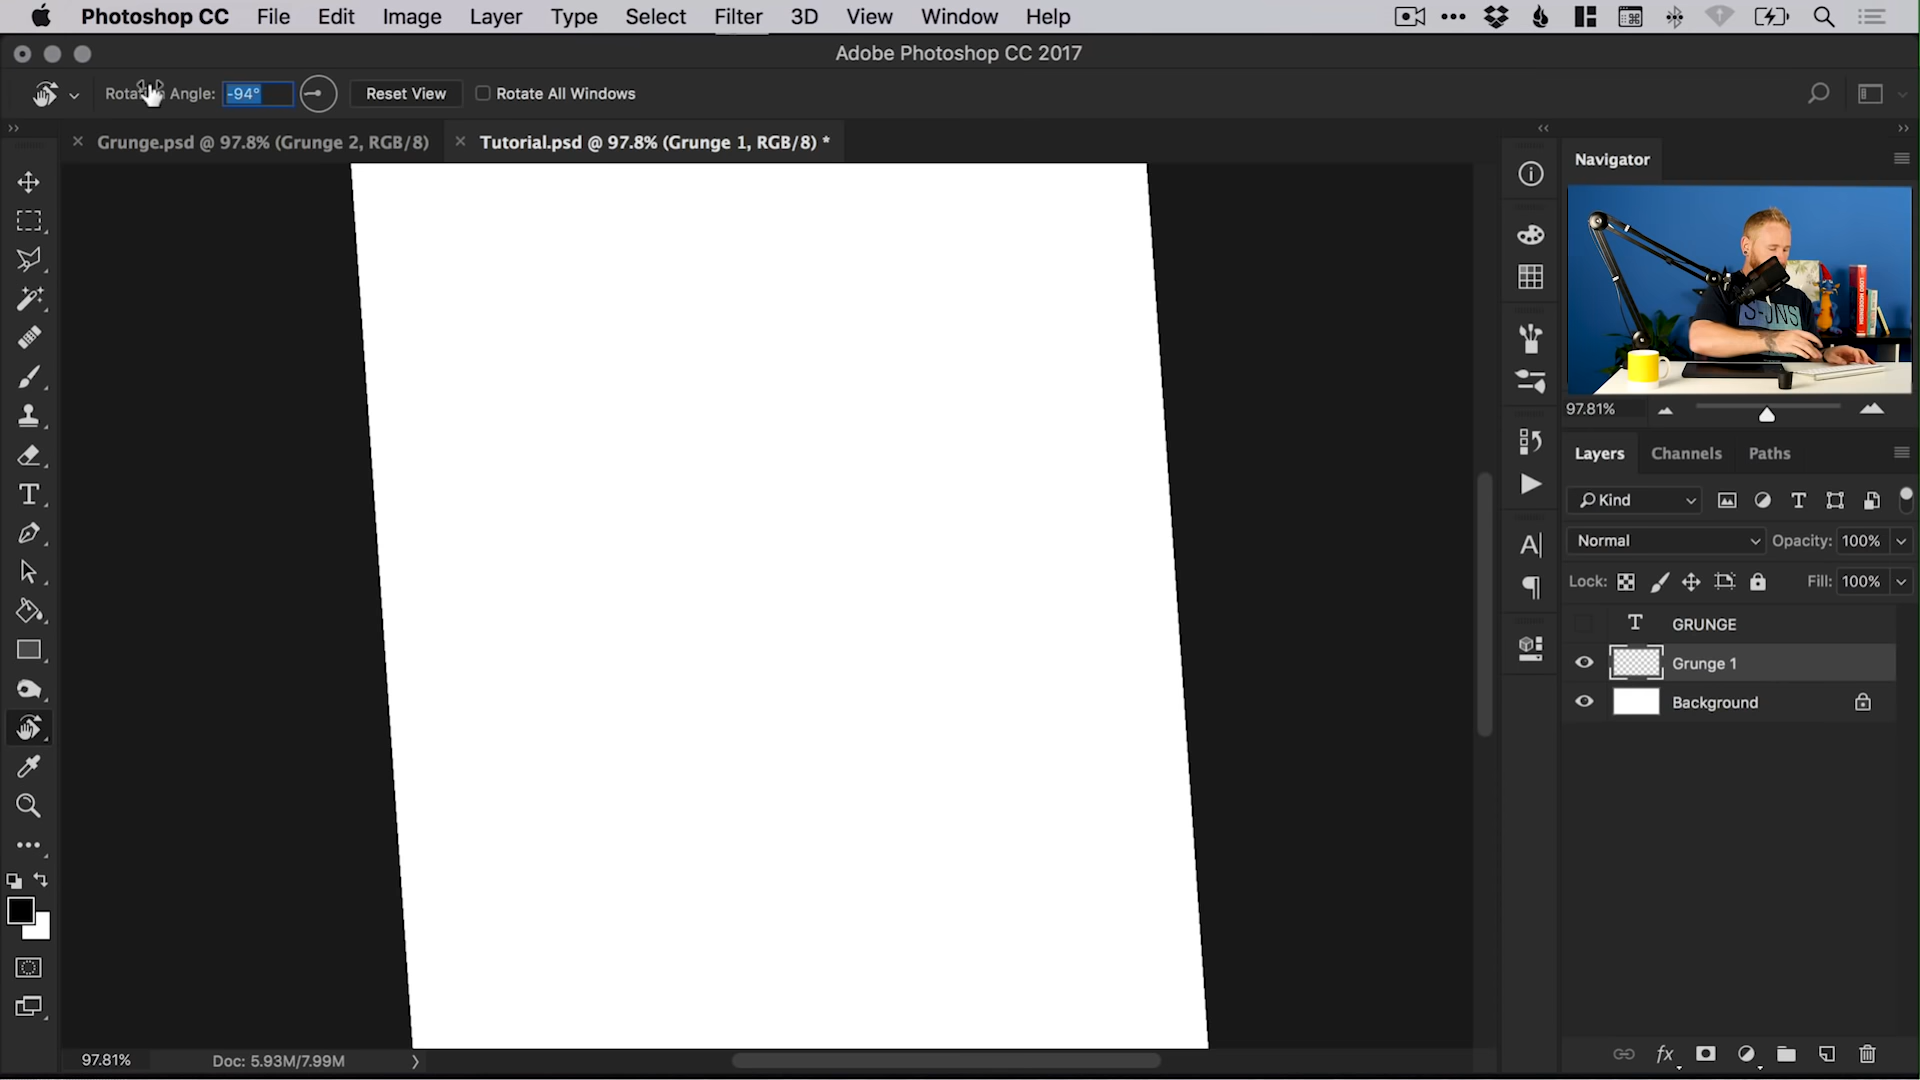 Photoshop CC File Edit Image Layer Type Select Filter 3D View Window Help
Adobe Photoshop CC 2017
Rotation Angle: -94° Reset View Rotate All Windows
Grunge.psd @ 97.8% (Grunge 2, RGB/8) Tutorial.psd @ 97.8% (Grunge 1, RGB/8) *
Navigator
97.81%
Layers Channels Paths
Kind
Normal Opacity: 100%
Lock: Fill: 100%
GRUNGE
Grunge 1
Background
97.81% Doc: 5.93M/7.99M